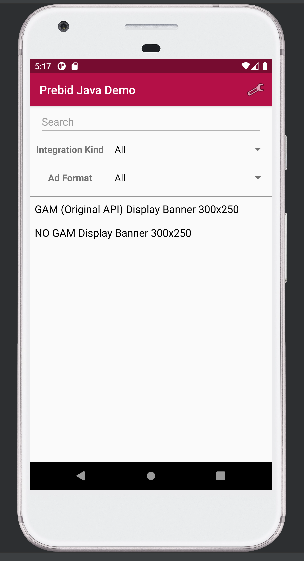 5:17
Prebid Java Demo
Search
Integration Kind All
Ad Format All
GAM (Original API) Display Banner 300x250
NO GAM Display Banner 300x250